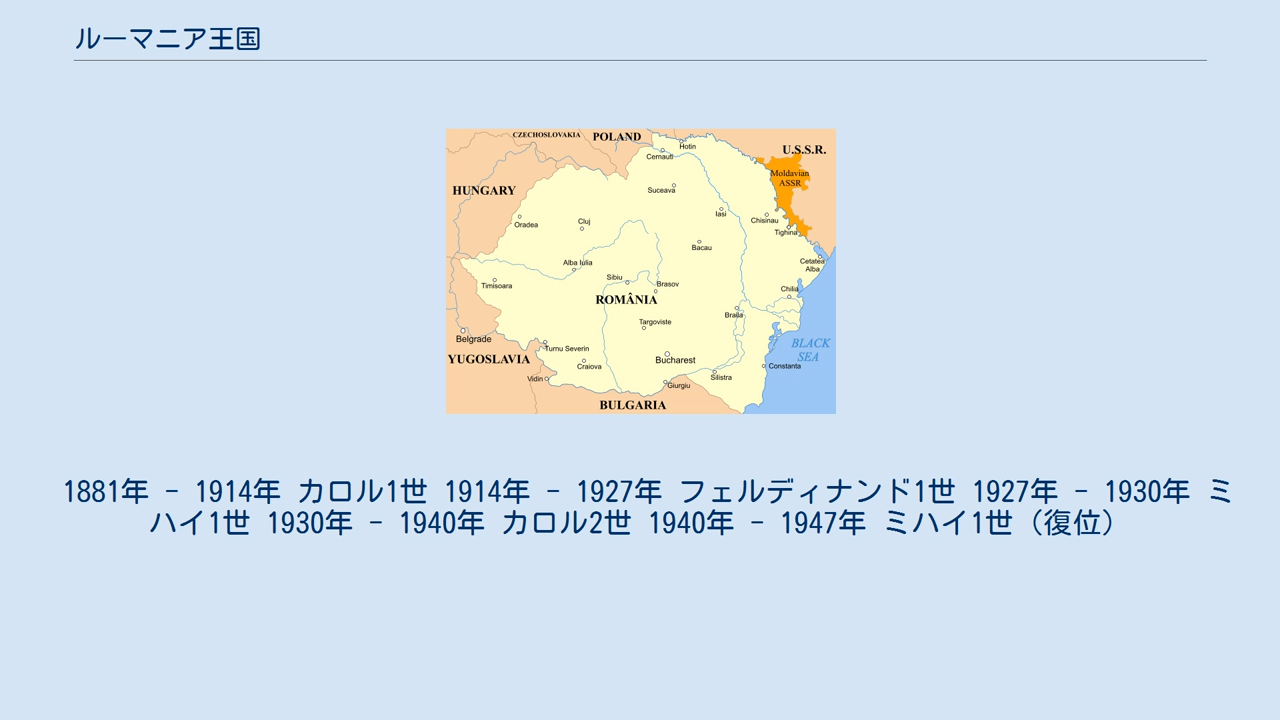 ルーマニア王国
CZECHOSLOVAKIA
POLAND
Hotin
U.S.S.R.
Cernauti
Moldavian
ASSR
HUNGARY
Suceava
Iasi
Chisinau
Oradea
Cluj
Tighina
Bacau
Alba Iulia
Cetatea
Alba
Sibiu
Brasov
Timisoara
Chilia
ROMÂNIA
Braila
Targoviste
Belgrade
BLACK
SEA
Turnu Severin
YUGOSLAVIA
Bucharest
Craiova
Constanta
Vidin
Silistra
Giurgiu
BULGARIA
1881年 - 1914年 カロル1世 1914年 - 1927年 フェルディナンド1世 1927年 - 1930年 ミ
ハイ1世 1930年 - 1940年 カロル2世 1940年 - 1947年 ミハイ1世（復位）